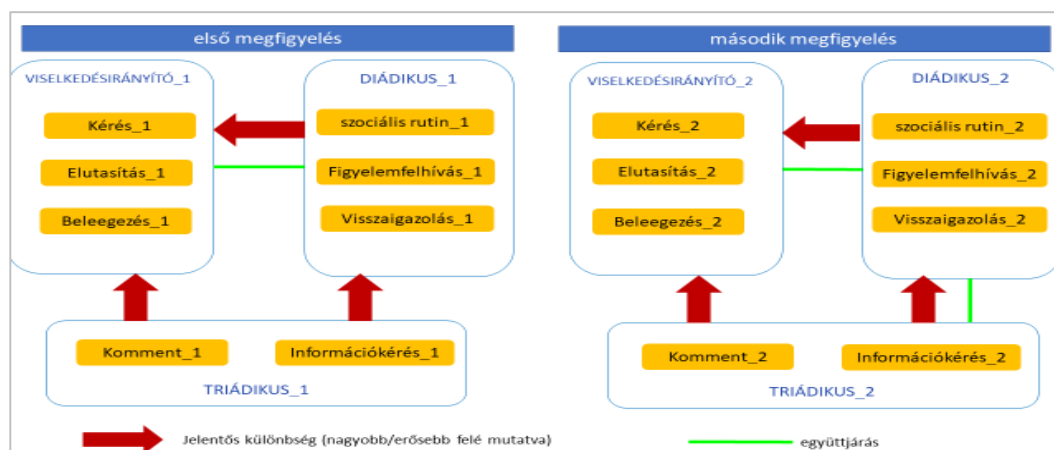 első megfigyelés
VISELKEDÉSIRÁNYÍTÓ_1
Kérés_1
Elutasítás_1
Beleegezés_1
DIÁDIKUS_1
szociális rutin_1
Figyelemfelhívás_1
Visszaigazolás_1
Komment_1
Információkérés_1
TRIÁDIKUS_1
második megfigyelés
VISELKEDÉSIRÁNYÍTÓ_2
Kérés_2
Elutasítás_2
Beleegezés_2
DIÁDIKUS_2
szociális rutin_2
Figyelemfelhívás_2
Visszaigazolás_2
Komment_2
Információkérés_2
TRIÁDIKUS_2
Jelentős különbség (nagyobb/erősebb felé mutatva)
együttjárás